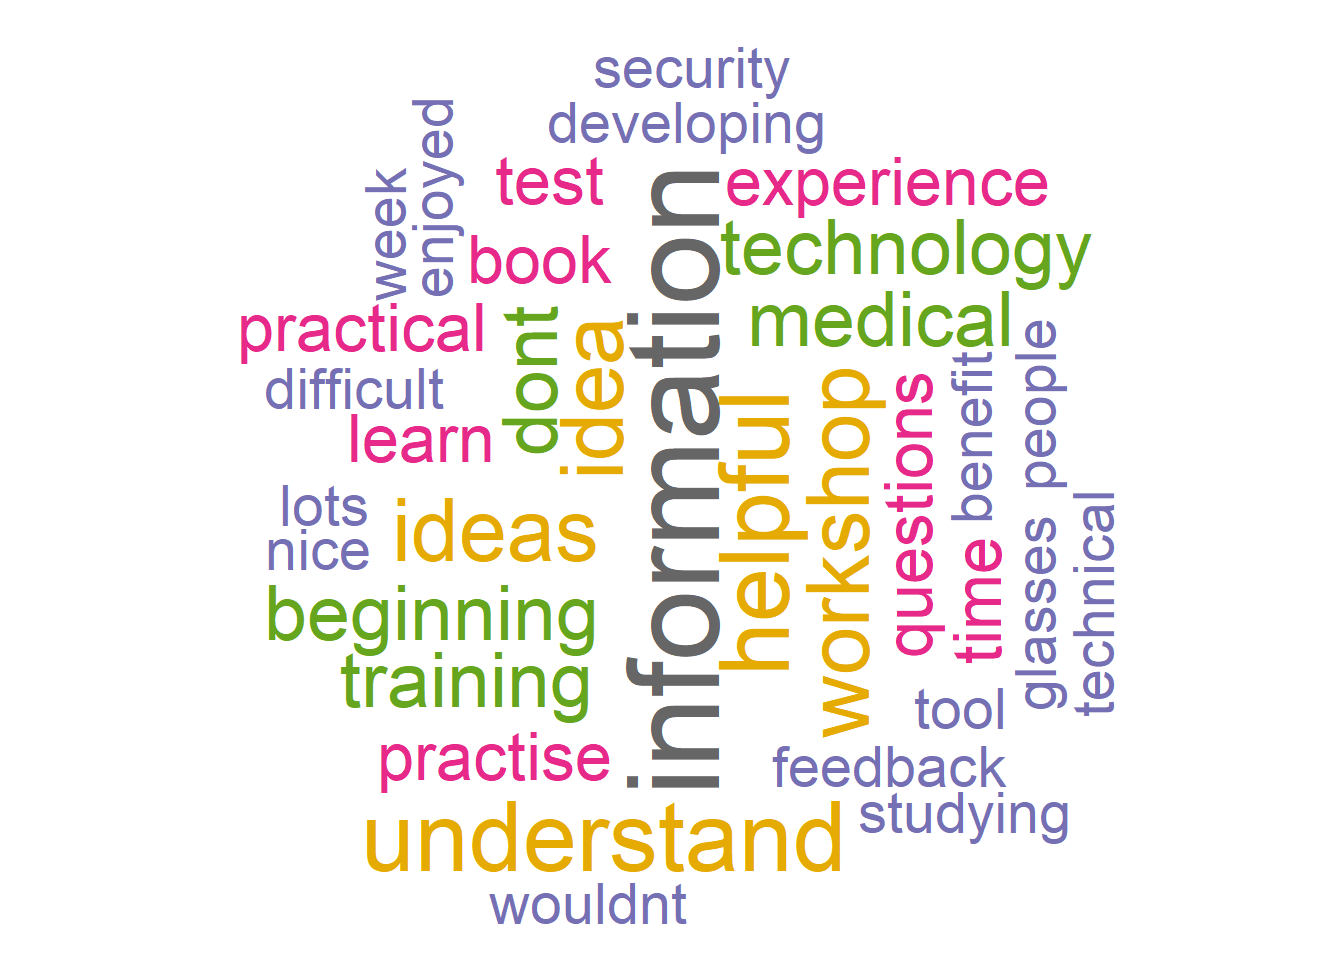 security
developing
enjoyed
week
test
experience
book
technology
information
practical
dont
idea
medical
difficult
learn
helpful
workshop
questions
benefit
people
lots
nice
ideas
time
glasses
technical
beginning
training
tool
practise
feedback
studying
understand
wouldnt